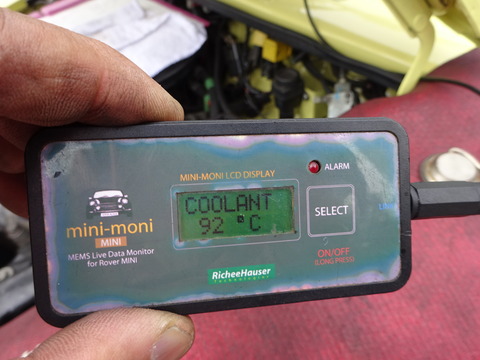 MINI-MONI LCD DISPLAY
ALARM
COOLANT
92 °C
SELECT
mini-moni
MINI
MEMS Live Data Monitor
for Rover MINI
ON/OFF
(LONG PRESS)
RicheeHauser
Technologies